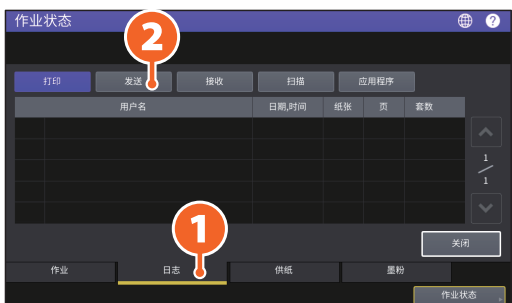 作业状态
?
2
打印 发送 接收 扫描 应用程序
用户名 日期,时间 纸张 页 套数
1
1
1
关闭
作业 日志 供纸 墨粉
作业状态